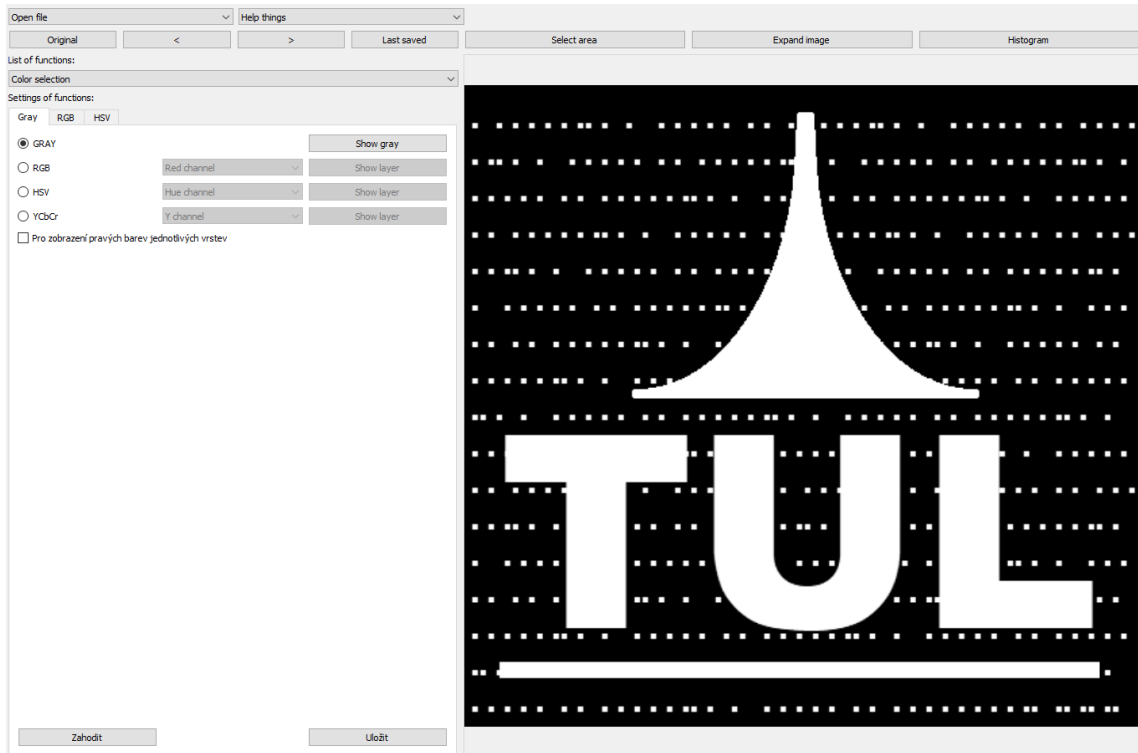 Open file Help things
Original < > Last saved Select area Expand image Histogram
List of functions:
Color selection
Settings of functions:
Gray RGB HSV
GRAY Show gray
RGB Red channel Show layer
HSV Hue channel Show layer
YCbCr Y channel Show layer
Pro zobrazení pravých barev jednotlivých vrstev
TUL
Zahodit Uložit